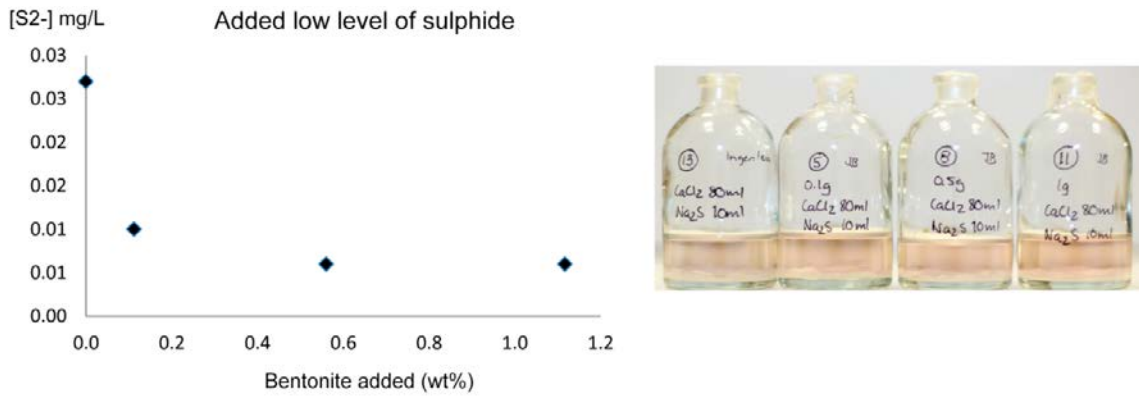 [S2-] mg/L
Added low level of sulphide
0.03
0.03
0.02
0.02
0.01
0.01
0.00
0.0 0.2 0.4 0.6 0.8 1.0 1.2
Bentonite added (wt%)
13
CaCl2 80ml
Na2S 10ml
5 JB
0.1g
CaCl2 80ml
Na2S 10ml
8 JB
0.5g
CaCl2 80ml
Na2S 10ml
11 JB
1g
CaCl2 80ml
Na2S 10ml